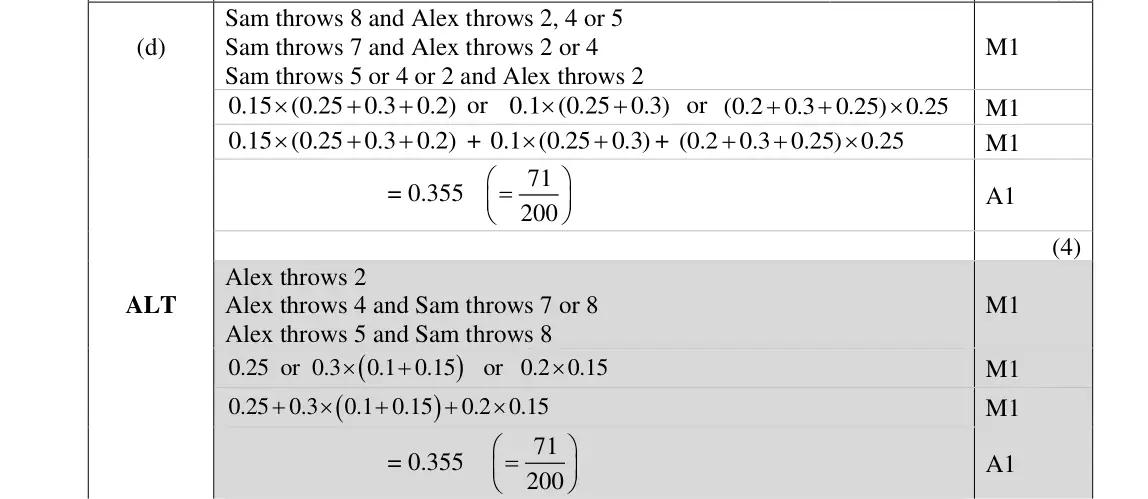 (d)
Sam throws 8 and Alex throws 2, 4 or 5
Sam throws 7 and Alex throws 2 or 4
Sam throws 5 or 4 or 2 and Alex throws 2
M1
0.15×(0.25+0.3+0.2) or 0.1×(0.25+0.3) or (0.2+0.3+0.25)×0.25 M1
0.15×(0.25+0.3+0.2) + 0.1×(0.25+0.3)+ (0.2+0.3+0.25)×0.25 M1
= 0.355 (= 71/200) A1
(4)
ALT
Alex throws 2
Alex throws 4 and Sam throws 7 or 8
Alex throws 5 and Sam throws 8
M1
0.25 or 0.3×(0.1+0.15) or 0.2×0.15 M1
0.25+0.3×(0.1+0.15)+0.2×0.15 M1
= 0.355 (= 71/200) A1